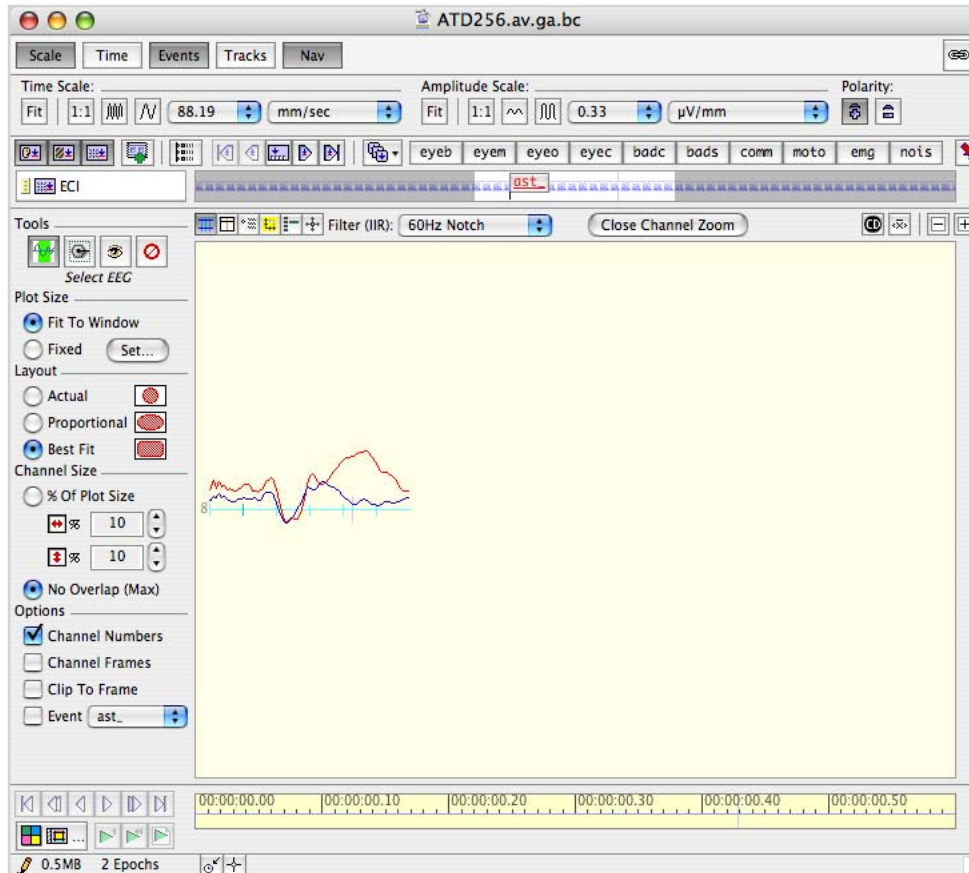 ATD256.av.ga.bc
Scale Time Events Tracks Nav
Time Scale: Amplitude Scale: Polarity:
Fit 1:1 88.19 mm/sec Fit 1:1 0.33 µV/mm
eyeb eyem eyeo eyec badc bads comm moto emg nois
ECI ast_
Tools Filter (IIR): 60Hz Notch Close Channel Zoom CD
Select EEG
Plot Size
Fit To Window
Fixed Set...
Layout
Actual
Proportional
Best Fit
Channel Size
% Of Plot Size
% 10
% 10
No Overlap (Max)
Options
Channel Numbers
Channel Frames
Clip To Frame
Event ast_
8
00:00:00.00 00:00:00.10 00:00:00.20 00:00:00.30 00:00:00.40 00:00:00.50
...
0.5MB 2 Epochs